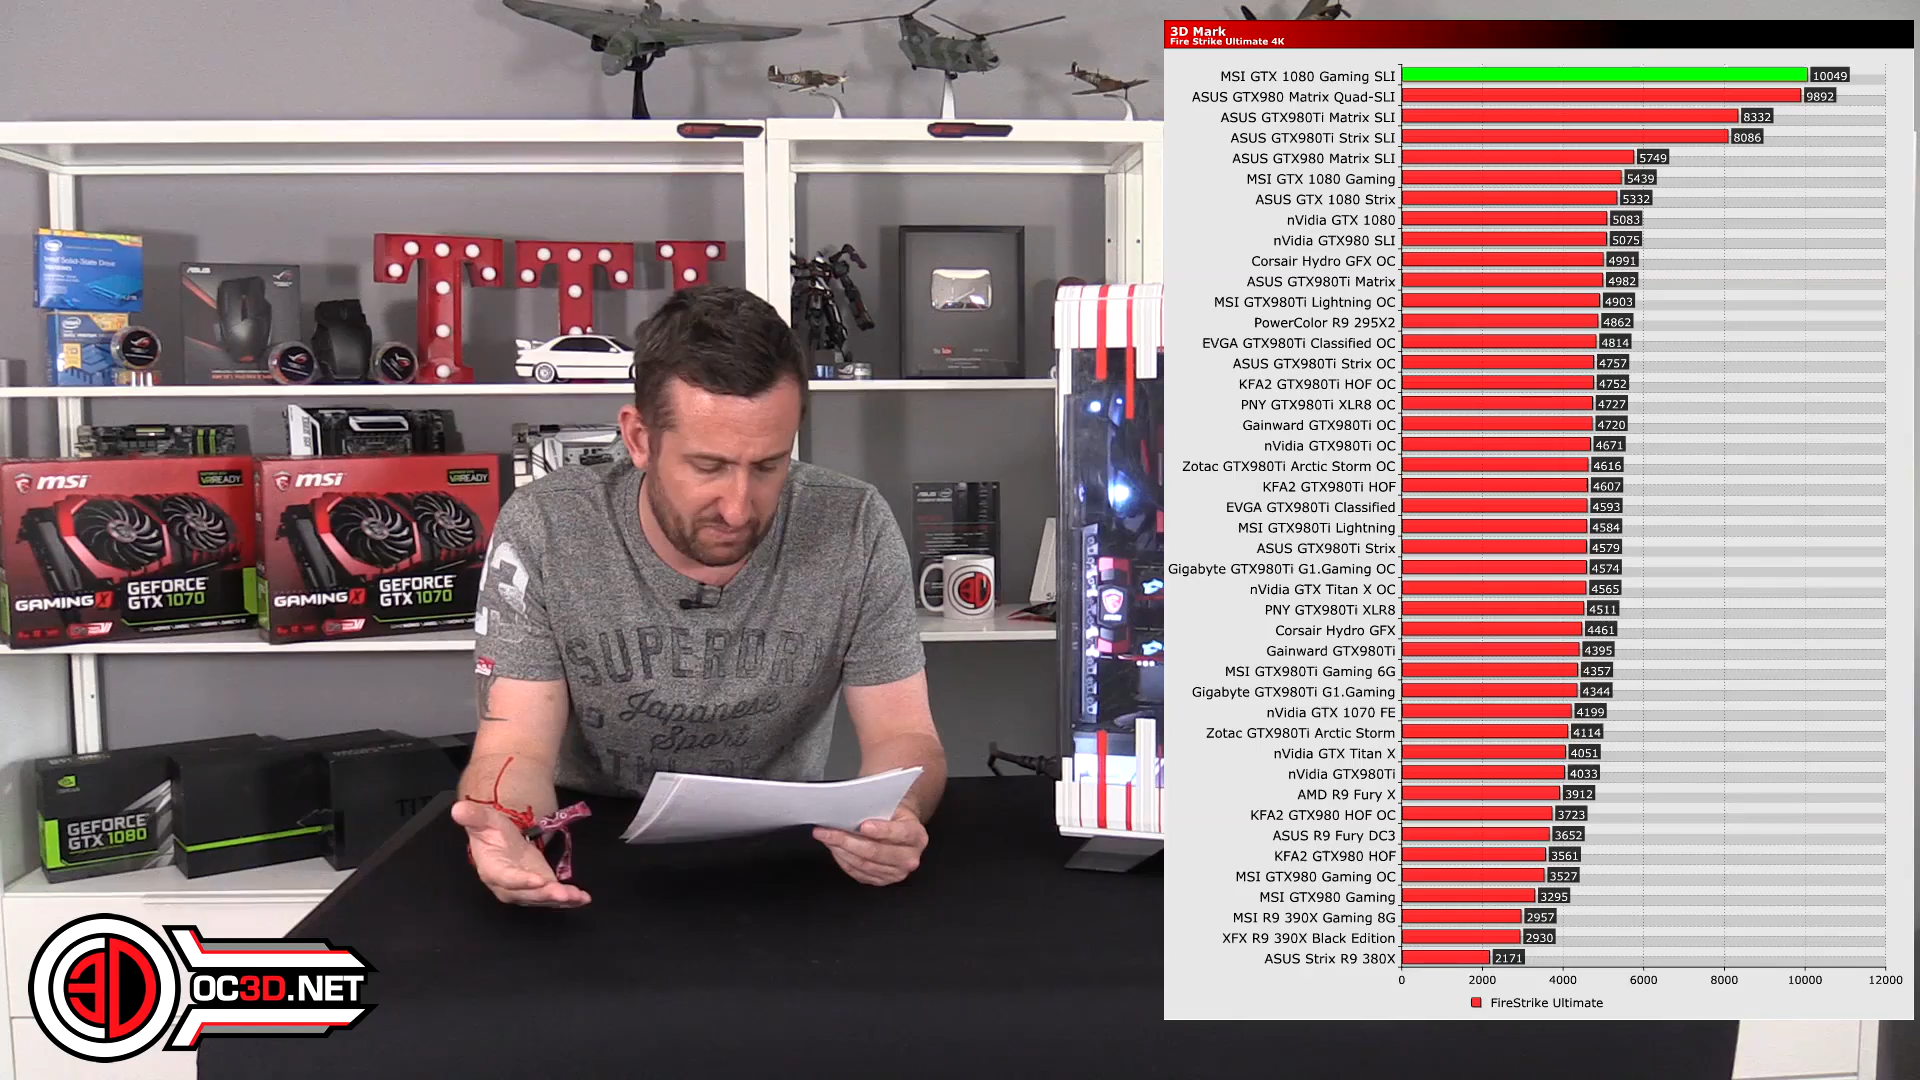 3D Mark
Fire Strike Ultimate 4K
MSI GTX 1080 Gaming SLI 10049
ASUS GTX980 Matrix Quad-SLI 9892
ASUS GTX980Ti Matrix SLI 8332
ASUS GTX980Ti Strix SLI 8086
ASUS GTX980 Matrix SLI 5749
MSI GTX 1080 Gaming 5439
ASUS GTX 1080 Strix 5332
nVidia GTX 1080 5083
nVidia GTX980 SLI 5075
Corsair Hydro GFX OC 4991
ASUS GTX980Ti Matrix 4982
MSI GTX980Ti Lightning OC 4903
PowerColor R9 295X2 4862
EVGA GTX980Ti Classified OC 4814
ASUS GTX980Ti Strix OC 4757
KFA2 GTX980Ti HOF OC 4752
PNY GTX980Ti XLR8 OC 4727
Gainward GTX980Ti OC 4720
nVidia GTX980Ti OC 4671
Zotac GTX980Ti Arctic Storm OC 4616
KFA2 GTX980Ti HOF 4607
EVGA GTX980Ti Classified 4593
MSI GTX980Ti Lightning 4584
ASUS GTX980Ti Strix 4579
Gigabyte GTX980Ti G1.Gaming OC 4574
nVidia GTX Titan X OC 4565
PNY GTX980Ti XLR8 4511
Corsair Hydro GFX 4461
Gainward GTX980Ti 4395
MSI GTX980Ti Gaming 6G 4357
Gigabyte GTX980Ti G1.Gaming 4344
nVidia GTX 1070 FE 4199
Zotac GTX980Ti Arctic Storm 4114
nVidia GTX Titan X 4051
nVidia GTX980Ti 4033
AMD R9 Fury X 3912
KFA2 GTX980 HOF OC 3723
ASUS R9 Fury DC3 3652
KFA2 GTX980 HOF 3561
MSI GTX980 Gaming OC 3527
MSI GTX980 Gaming 3295
MSI R9 390X Gaming 8G 2957
XFX R9 390X Black Edition 2930
ASUS Strix R9 380X 2171
0 2000 4000 6000 8000 10000 12000
FireStrike Ultimate
Intel Solid-State Drive
ASUS
TTL
msi
VR READY
GEFORCE
GTX 1070
GAMING X
msi
VR READY
GEFORCE
GTX 1070
GAMING X
SUPERDRY
Japanese
Sport
GEFORCE
GTX 1080
OC3D.NET